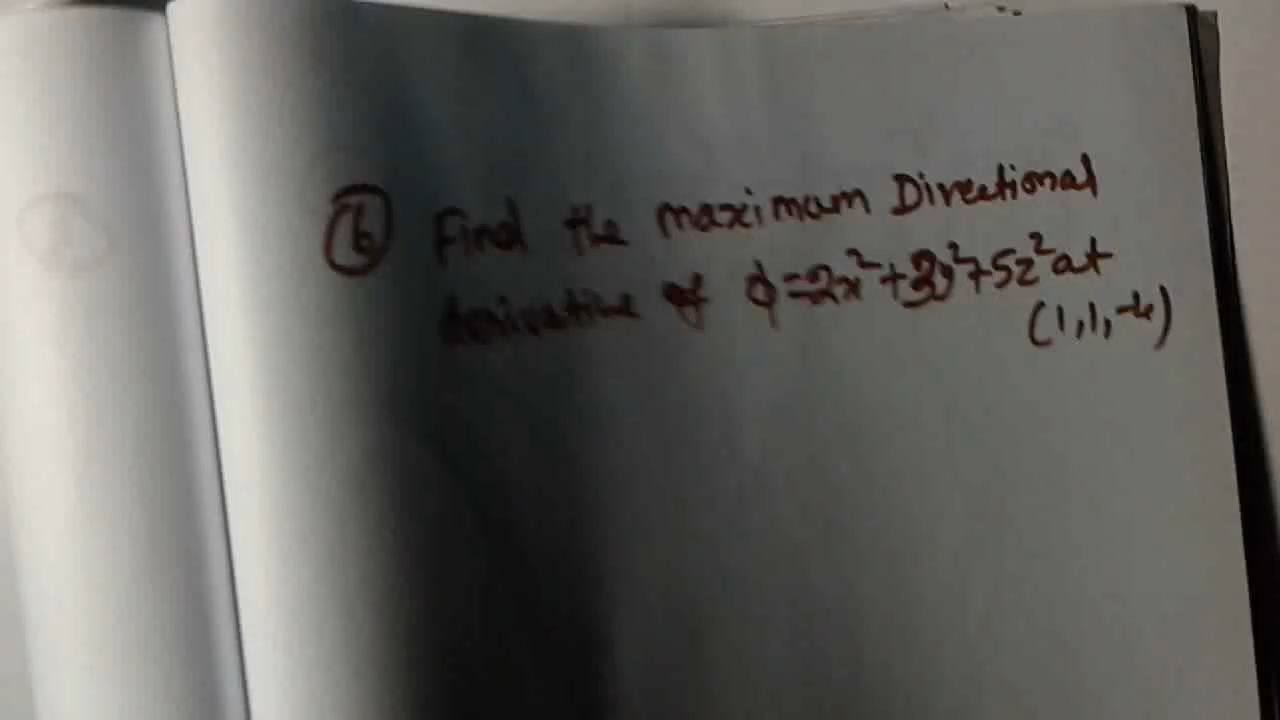 6 Find the maximum Directional
derivative of φ=2x²+3y²+5z² at
(1,1,-4)